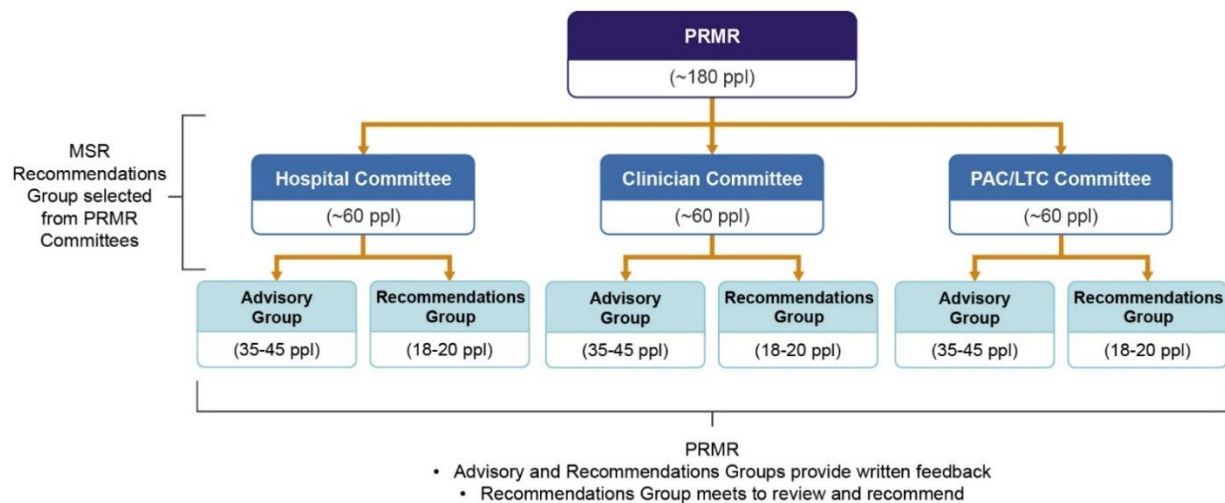 PRMR
(~180 ppl)
MSR
Recommendations
Group selected
from PRMR
Committees
Hospital Committee
(~60 ppl)
Clinician Committee
(~60 ppl)
PAC/LTC Committee
(~60 ppl)
Advisory
Group
(35-45 ppl)
Recommendations
Group
(18-20 ppl)
Advisory
Group
(35-45 ppl)
Recommendations
Group
(18-20 ppl)
Advisory
Group
(35-45 ppl)
Recommendations
Group
(18-20 ppl)
PRMR
• Advisory and Recommendations Groups provide written feedback
• Recommendations Group meets to review and recommend